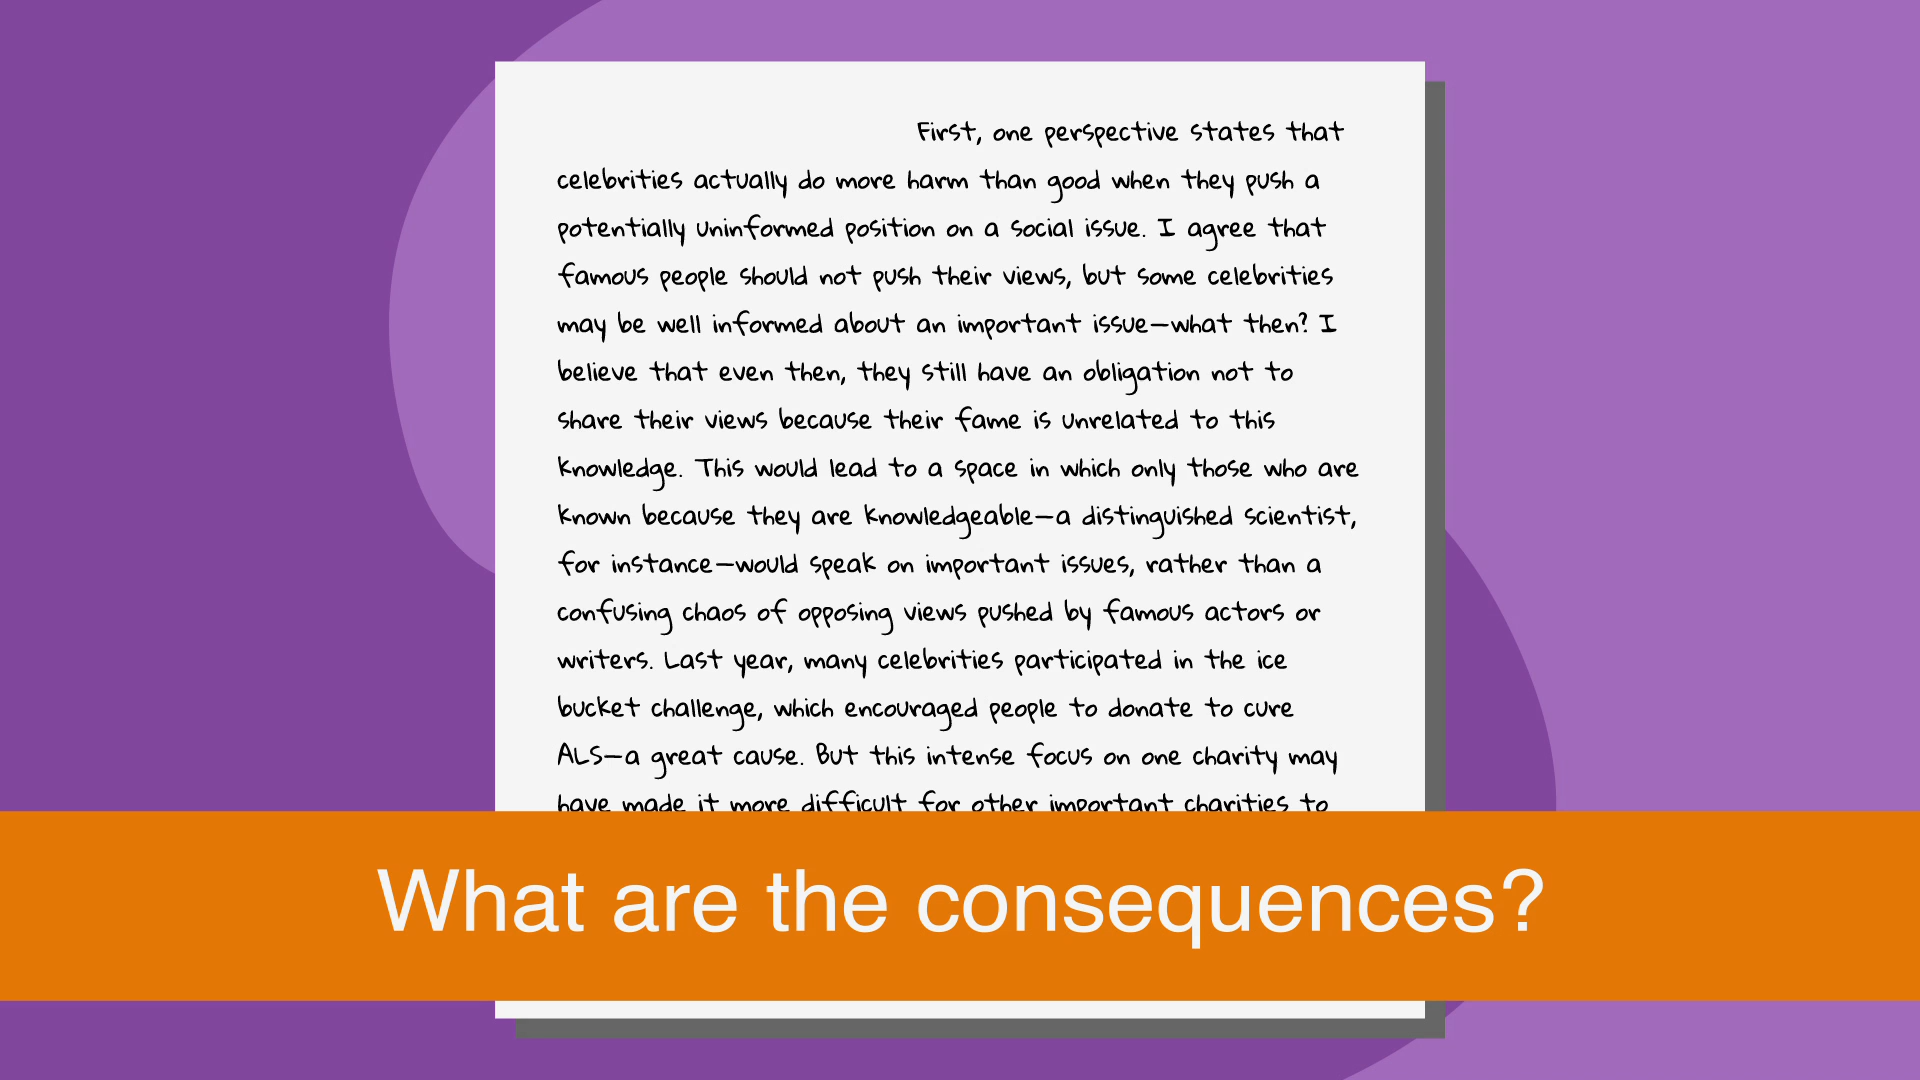 First, one perspective states that
celebrities actually do more harm than good when they push a
potentially uninformed position on a social issue. I agree that
famous people should not push their views, but some celebrities
may be well informed about an important issue—what then? I
believe that even then, they still have an obligation not to
share their views because their fame is unrelated to this
knowledge. This would lead to a space in which only those who are
known because they are knowledgeable—a distinguished scientist,
for instance—would speak on important issues, rather than a
confusing chaos of opposing views pushed by famous actors or
writers. Last year, many celebrities participated in the ice
bucket challenge, which encouraged people to donate to cure
ALS—a great cause. But this intense focus on one charity may
have made it more difficult for other important charities to
What are the consequences?